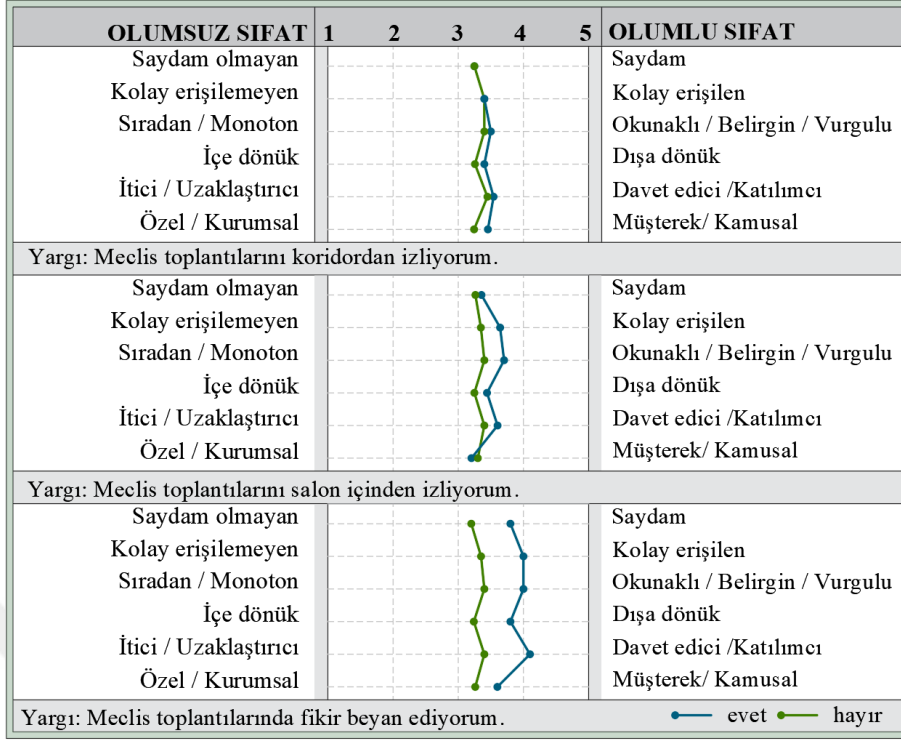 OLUMSUZ SIFAT 1 2 3 4 5 OLUMLU SIFAT
Saydam olmayan Saydam
Kolay erişilemeyen Kolay erişilen
Sıradan / Monoton Okunaklı / Belirgin / Vurgulu
İçe dönük Dışa dönük
İtici / Uzaklaştırıcı Davet edici /Katılımcı
Özel / Kurumsal Müşterek/ Kamusal
Yargı: Meclis toplantılarını koridordan izliyorum.
Saydam olmayan Saydam
Kolay erişilemeyen Kolay erişilen
Sıradan / Monoton Okunaklı / Belirgin / Vurgulu
İçe dönük Dışa dönük
İtici / Uzaklaştırıcı Davet edici /Katılımcı
Özel / Kurumsal Müşterek/ Kamusal
Yargı: Meclis toplantılarını salon içinden izliyorum.
Saydam olmayan Saydam
Kolay erişilemeyen Kolay erişilen
Sıradan / Monoton Okunaklı / Belirgin / Vurgulu
İçe dönük Dışa dönük
İtici / Uzaklaştırıcı Davet edici /Katılımcı
Özel / Kurumsal Müşterek/ Kamusal
Yargı: Meclis toplantılarında fikir beyan ediyorum. evet hayır